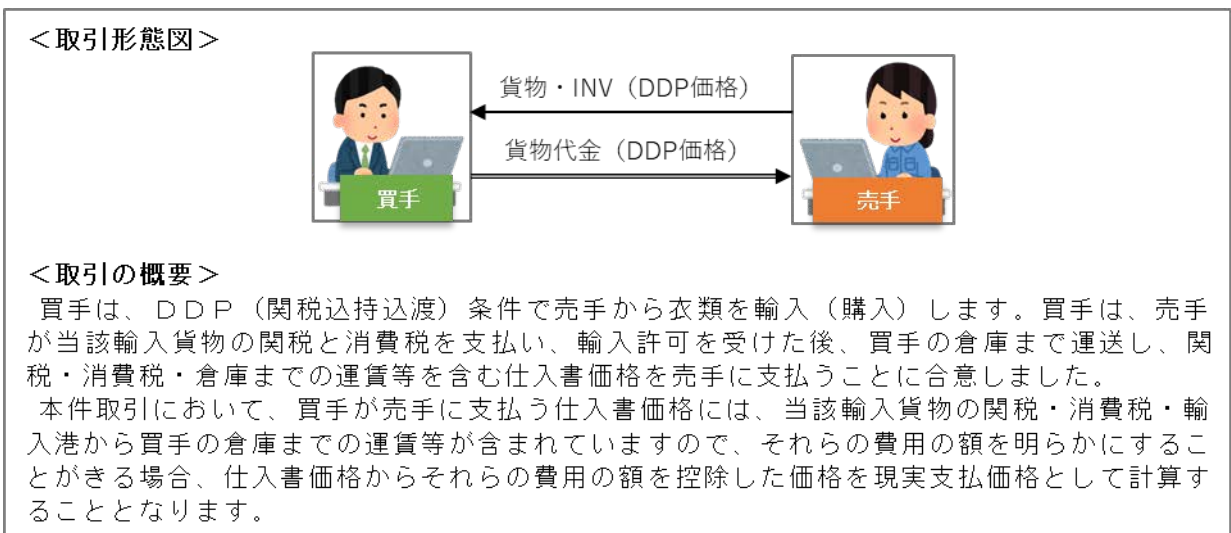 ＜取引形態図＞
貨物・INV（DDP価格）
貨物代金（DDP価格）
買手
売手
＜取引の概要＞
買手は、ＤＤＰ（関税込持込渡）条件で売手から衣類を輸入（購入）します。買手は、売手
が当該輸入貨物の関税と消費税を支払い、輸入許可を受けた後、買手の倉庫まで運送し、関
税・消費税・倉庫までの運賃等を含む仕入書価格を売手に支払うことに合意しました。
本件取引において、買手が売手に支払う仕入書価格には、当該輸入貨物の関税・消費税・輸
入港から買手の倉庫までの運賃等が含まれていますので、それらの費用の額を明らかにするこ
とがきる場合、仕入書価格からそれらの費用の額を控除した価格を現実支払価格として計算す
ることとなります。